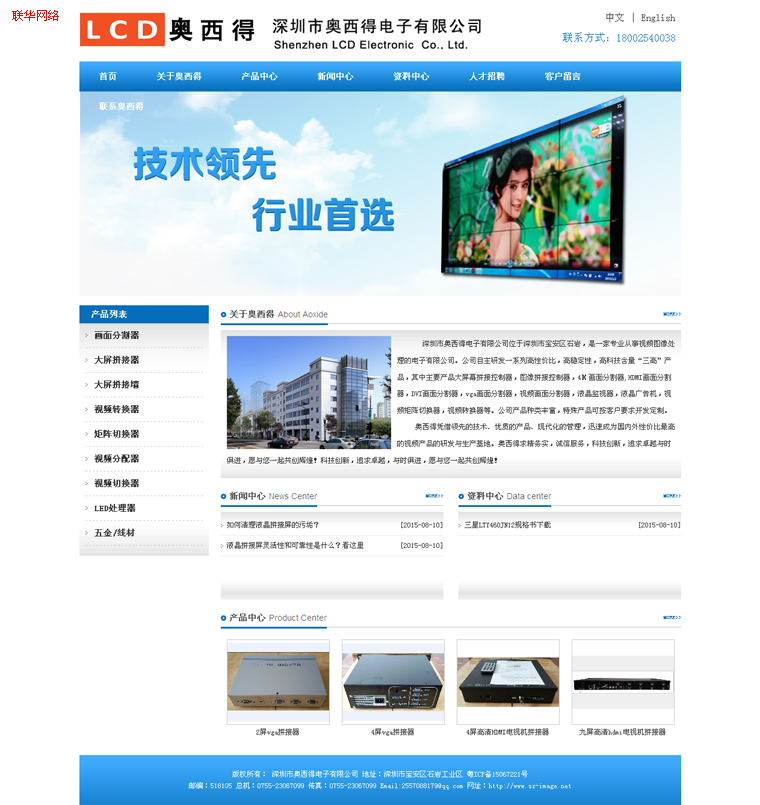 联华网络
LCD 奥西得 深圳市奥西得电子有限公司
Shenzhen LCD Electronic Co., Ltd.
中文 | English
联系方式: 18002540038
首页 关于奥西得 产品中心 新闻中心 资料中心 人才招聘 客户留言
联系奥西得
技术领先
行业首选
产品列表
画面分割器
大屏拼接器
大屏拼接墙
视频转换器
矩阵切换器
视频分配器
视频切换器
LED处理器
五金/线材
关于奥西得 About Aoxide
深圳市奥西得电子有限公司位于深圳市宝安区石岩，是一家专业从事视频图像处
理的电子有限公司。公司自主研发一系列高性价比，高稳定性，高科技含量“三高”产
品，其中主要产品大屏幕拼接控制器，图像拼接控制器，4K 画面分割器,HDMI画面分割
器，DVI画面分割器，vga画面分割器，视频画面分割器，液晶监视器，液晶广告机，视
频矩阵切换器，视频转换器等。公司产品种类丰富，特殊产品可按客户要求开发定制。
奥西得凭借领先的技术、优质的产品、现代化的管理，迅速成为国内外性价比最高
的视频产品的研发与生产基地。奥西得求精务实，诚信服务，科技创新，追求卓越与时
俱进，愿与您一起共创辉煌！科技创新，追求卓越，与时俱进，愿与您一起共创辉煌！
新闻中心 News Center
如何清理液晶拼接屏的污垢？ [2015-08-10]
液晶拼接屏灵活性和可靠性是什么？看这里 [2015-08-10]
资料中心 Data center
三星LTY460JN12规格书下载 [2015-08-10]
产品中心 Product Center
2屏vga拼接器
4屏vga拼接器
4屏高清HDMI电视机拼接器
九屏高清hdmi电视机拼接器
版权所有： 深圳市奥西得电子有限公司 地址：深圳市宝安区石岩工业区 粤ICP备15067221号
邮编：518105 总机：0755-23067099 传真：0755-23067099 Email:2557088179@qq.com 网址：http://www.sz-image.net